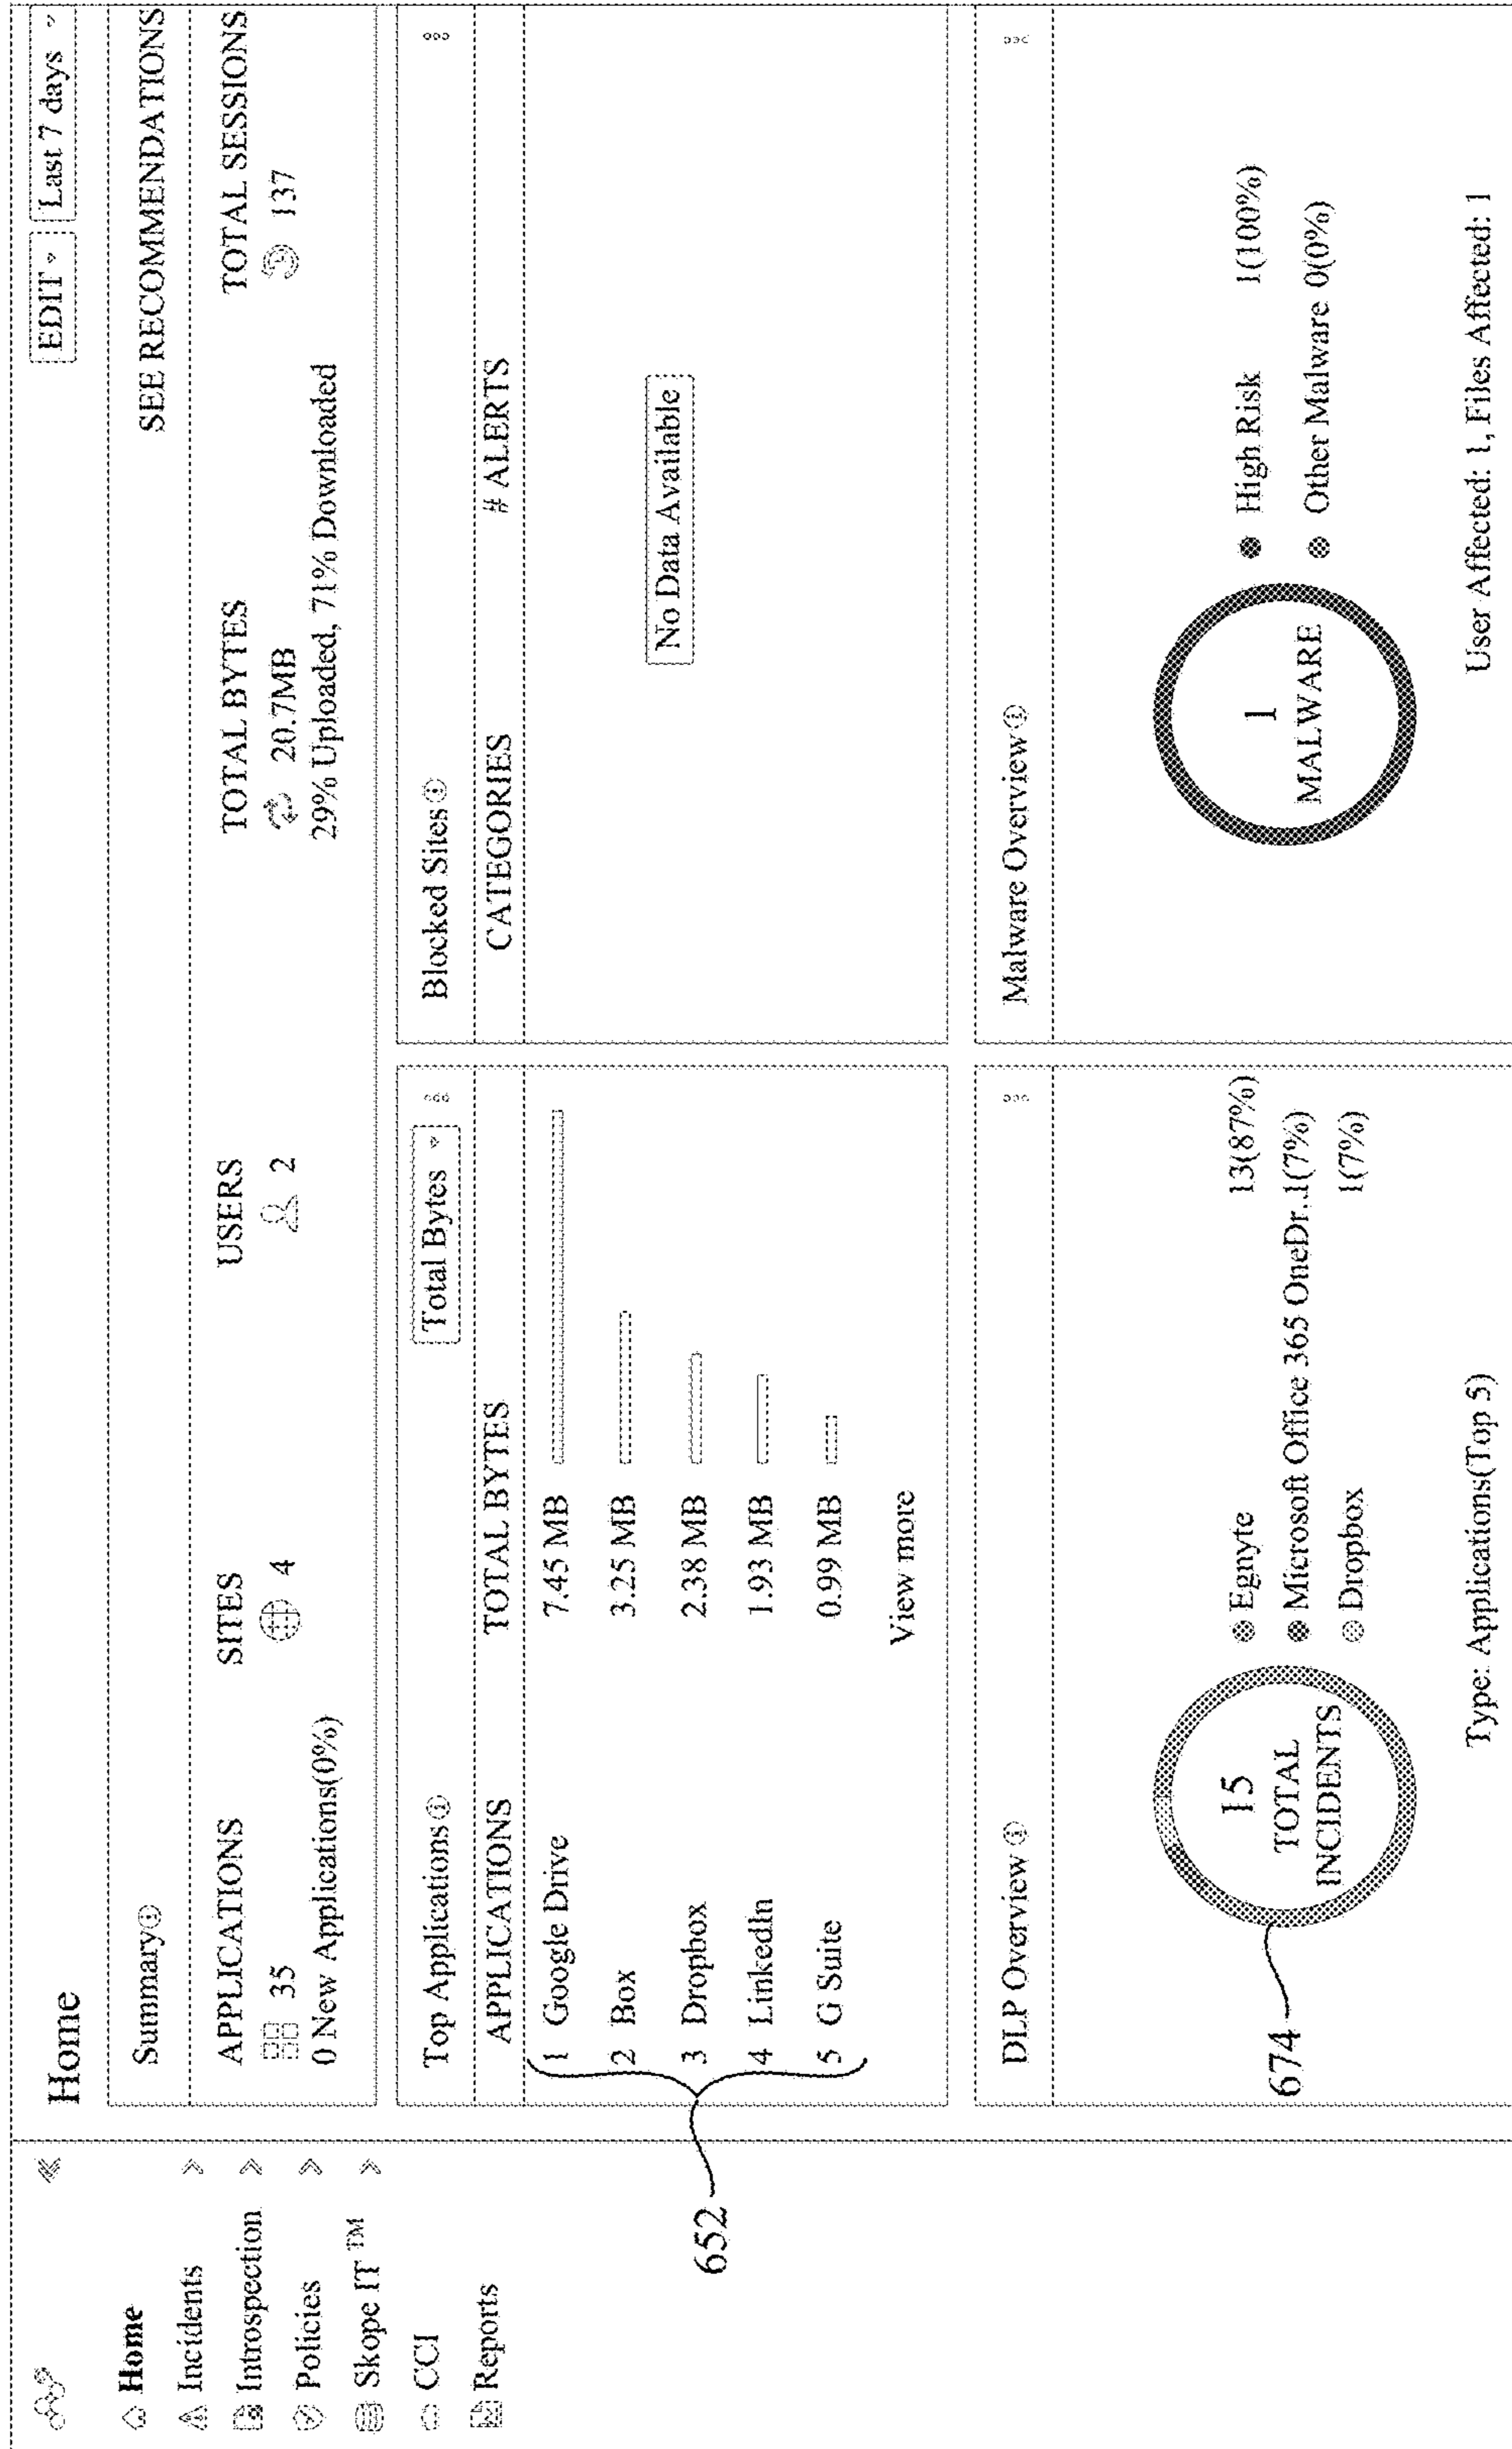 Home
EDIT
Last 7 days
Home
Incidents
Introspection
Policies
Skope IT ™
CCI
Reports
Summary
SEE RECOMMENDATIONS
APPLICATIONS
35
0 New Applications(0%)
SITES
4
USERS
2
TOTAL BYTES
20.7MB
29% Uploaded, 71% Downloaded
TOTAL SESSIONS
137
Top Applications
Total Bytes
APPLICATIONS TOTAL BYTES
1 Google Drive 7.45 MB
2 Box 3.25 MB
3 Dropbox 2.38 MB
4 LinkedIn 1.93 MB
5 G Suite 0.99 MB
View more
652
Blocked Sites
CATEGORIES # ALERTS
No Data Available
DLP Overview
15
TOTAL
INCIDENTS
674
Egnyte 13(87%)
Microsoft Office 365 OneDr..1(7%)
Dropbox 1(7%)
Type: Applications(Top 5)
Malware Overview
1
MALWARE
High Risk 1(100%)
Other Malware 0(0%)
User Affected: 1, Files Affected: 1